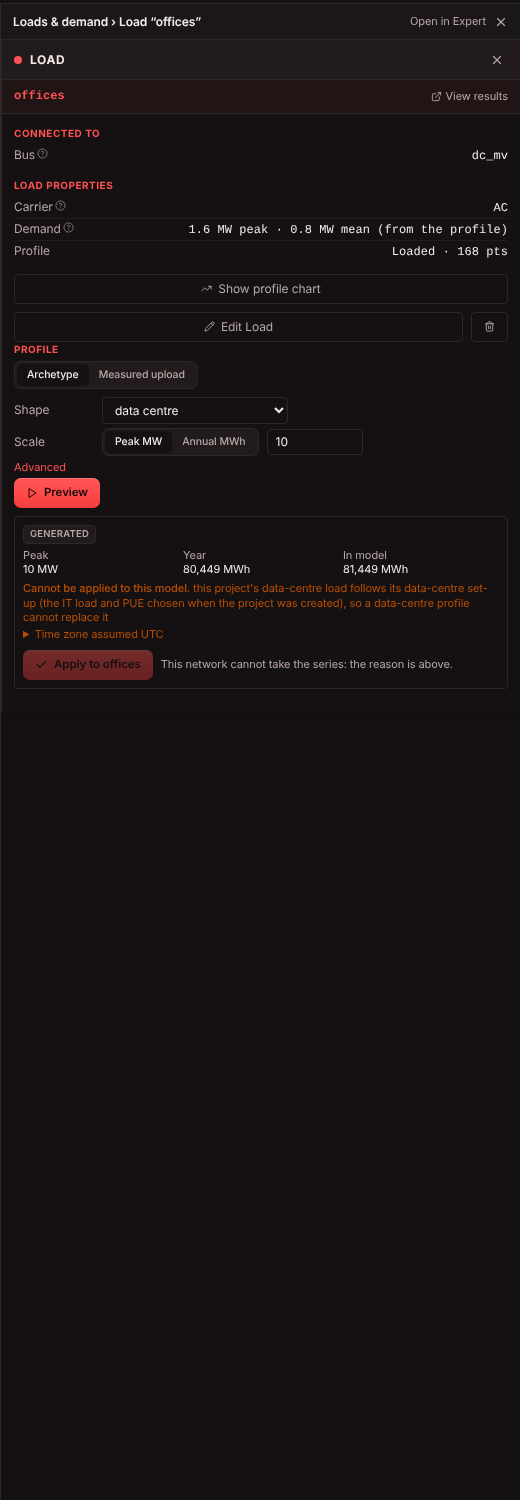 Loads & demand › Load “offices”
Open in Expert
LOAD
offices
View results
CONNECTED TO
Bus
dc_mv
LOAD PROPERTIES
Carrier
AC
Demand
1.6 MW peak · 0.8 MW mean (from the profile)
Profile
Loaded · 168 pts
Show profile chart
Edit Load
PROFILE
Archetype
Measured upload
Shape
data centre
Scale
Peak MW
Annual MWh
10
Advanced
Preview
GENERATED
Peak
Year
In model
10 MW
80,449 MWh
81,449 MWh
Cannot be applied to this model. this project's data-centre load follows its data-centre set-
up (the IT load and PUE chosen when the project was created), so a data-centre profile
cannot replace it
Time zone assumed UTC
Apply to offices
This network cannot take the series: the reason is above.